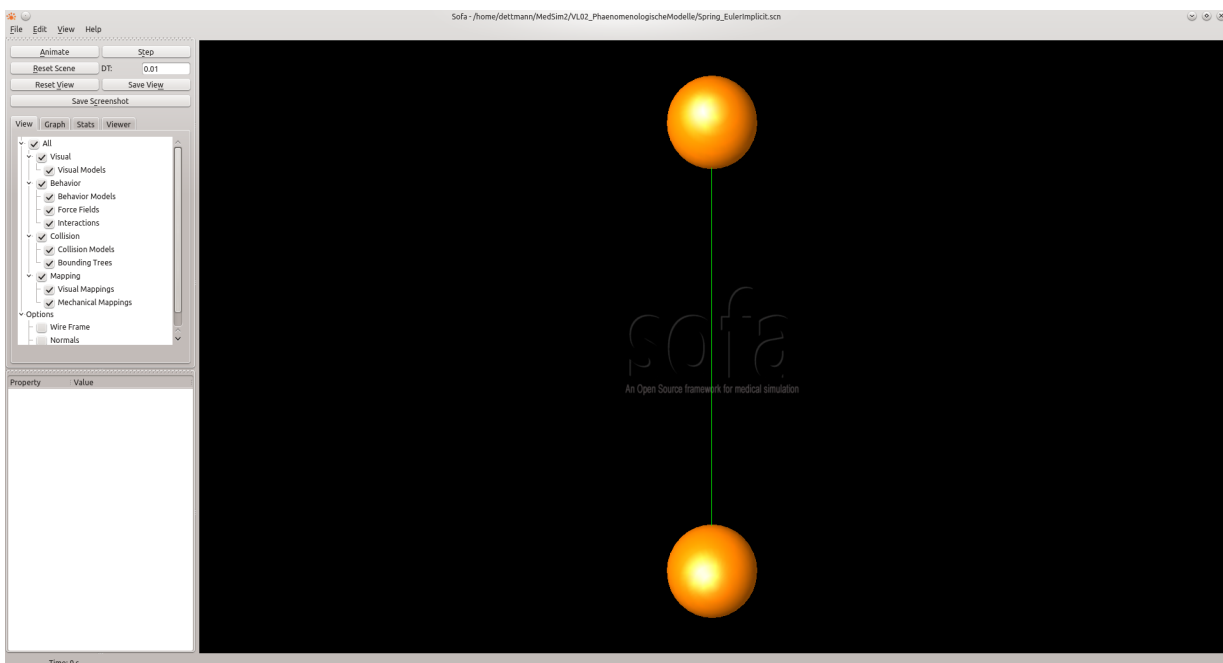 Sofa - /home/dettmann/MedSim2/VL02_PhaenomenologischeModelle/Spring_EulerImplicit.scn
File Edit View Help
Animate Step
Reset Scene DT: 0.01
Reset View Save View
Save Screenshot
View Graph Stats Viewer
All
Visual
Visual Models
Behavior
Behavior Models
Force Fields
Interactions
Collision
Collision Models
Bounding Trees
Mapping
Visual Mappings
Mechanical Mappings
Options
Wire Frame
Normals
sofa
An Open Source framework for medical simulation
Property Value
Time: 0 s